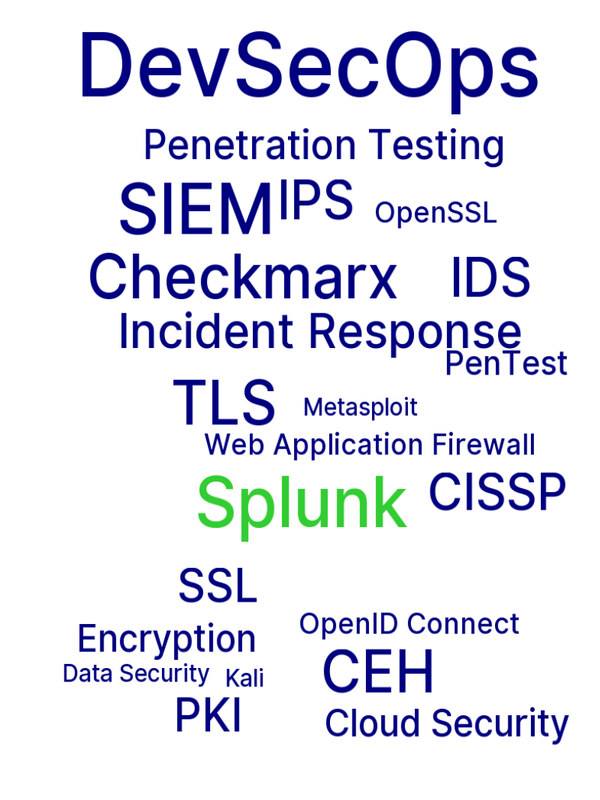 DevSecOps
Penetration Testing
SIEM IPS OpenSSL
Checkmarx IDS
Incident Response
PenTest
TLS Metasploit
Web Application Firewall
Splunk CISSP
SSL
OpenID Connect
Encryption
Data Security Kali CEH
PKI Cloud Security